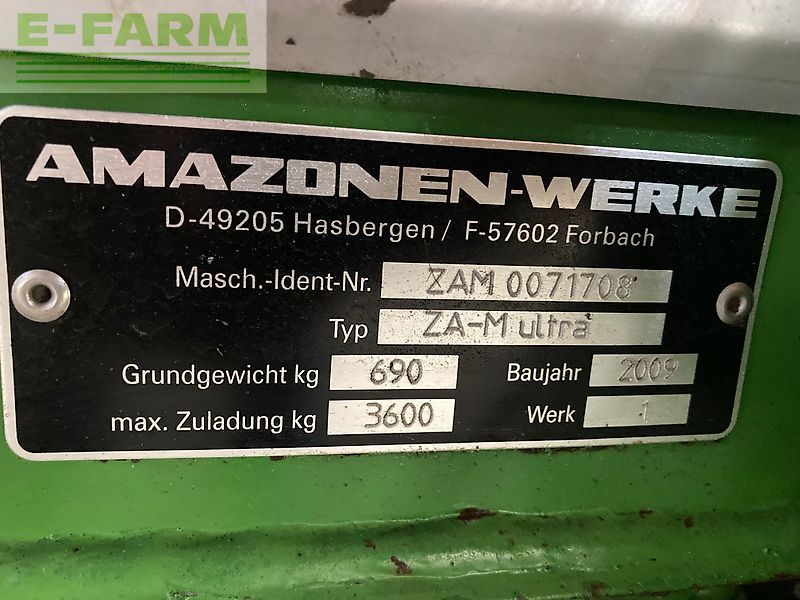 E-FARM
AMAZONEN-WERKE
D-49205 Hasbergen / F-57602 Forbach
Masch.-Ident-Nr. ZAM 0071708
Typ ZA-M ultra
Grundgewicht kg 690 Baujahr 2009
max. Zuladung kg 3600 Werk 1